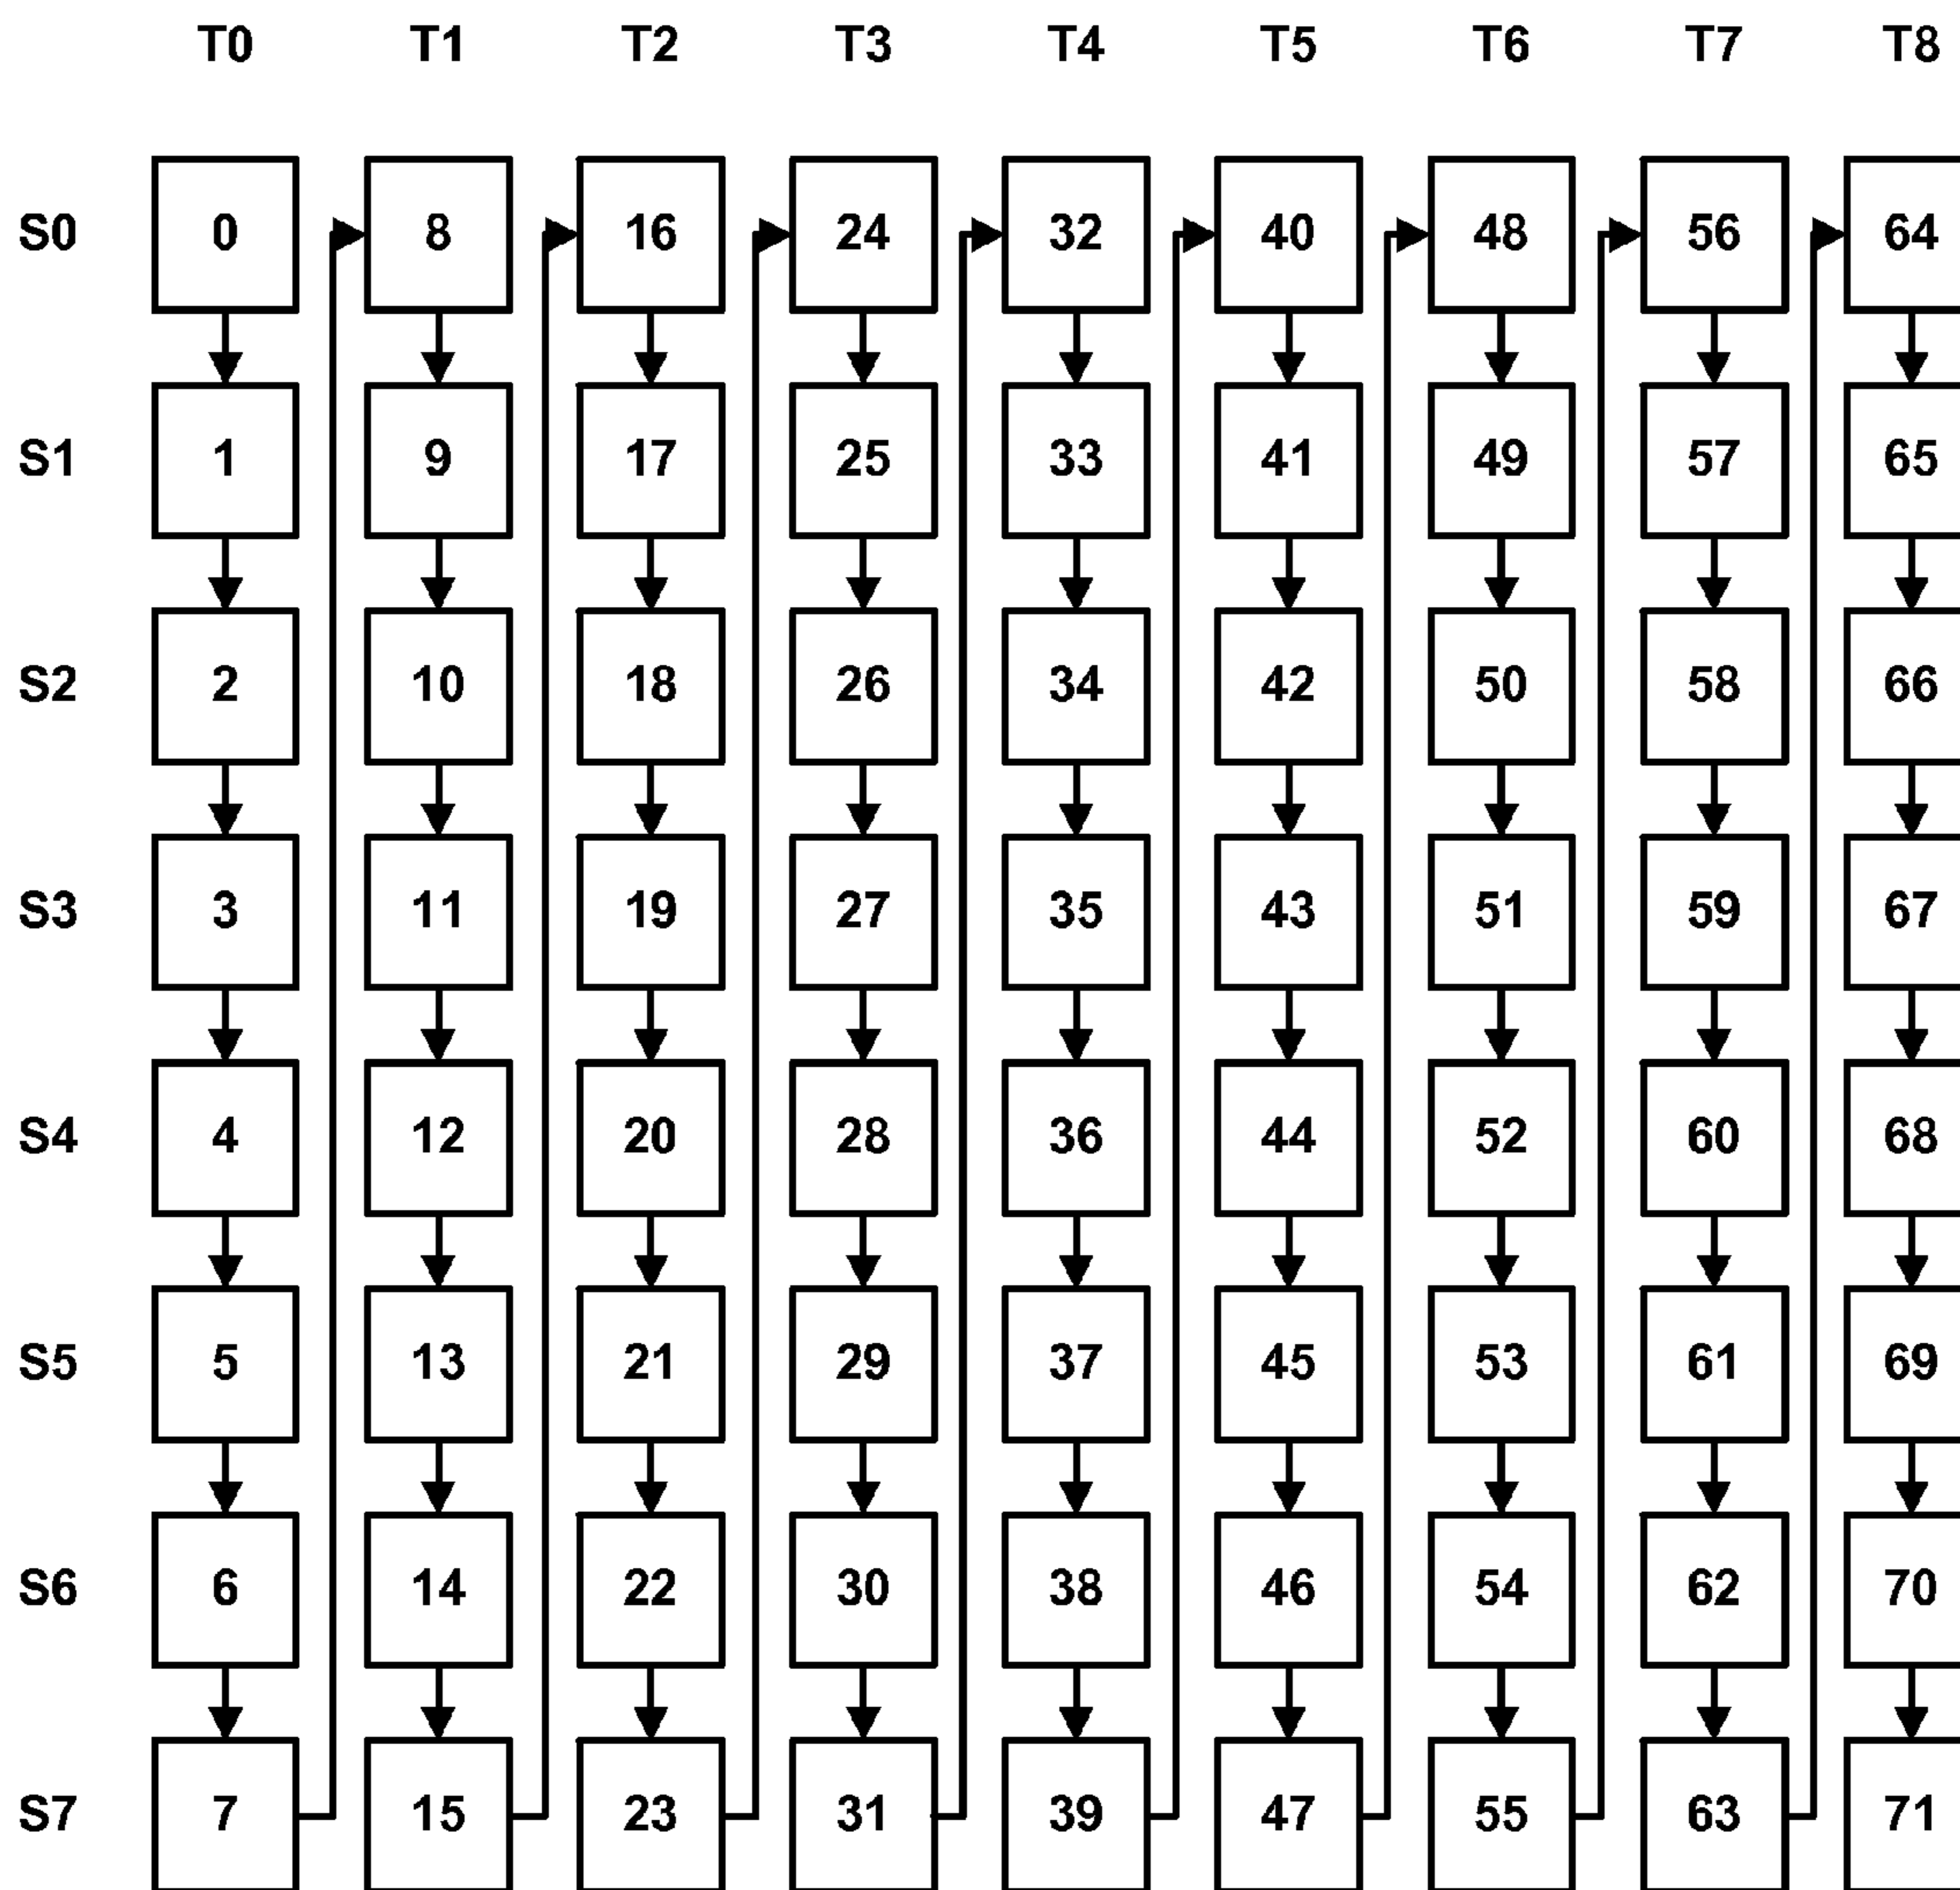 T0 T1 T2 T3 T4 T5 T6 T7 T8
S0 0 8 16 24 32 40 48 56 64
S1 1 9 17 25 33 41 49 57 65
S2 2 10 18 26 34 42 50 58 66
S3 3 11 19 27 35 43 51 59 67
S4 4 12 20 28 36 44 52 60 68
S5 5 13 21 29 37 45 53 61 69
S6 6 14 22 30 38 46 54 62 70
S7 7 15 23 31 39 47 55 63 71